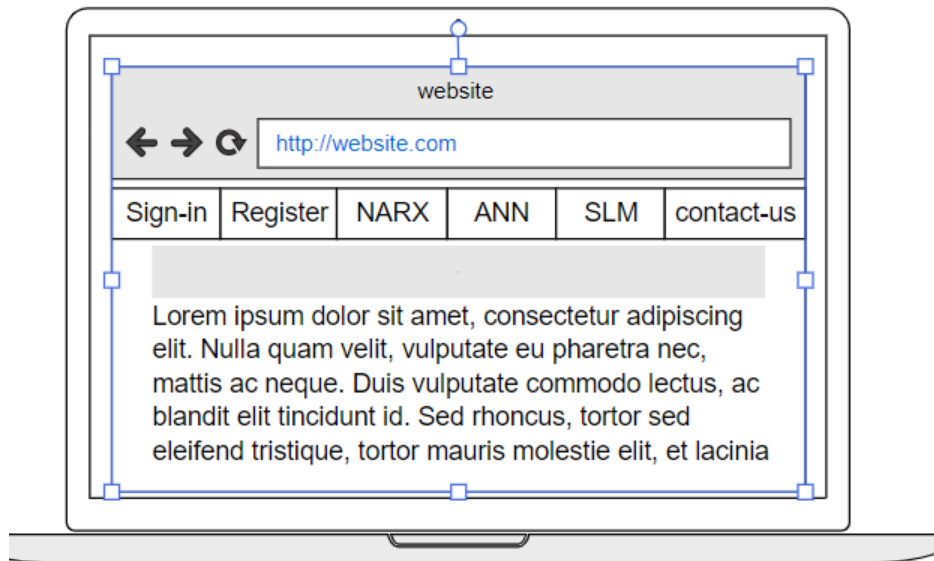 website
http://website.com
Sign-in Register NARX ANN SLM contact-us
Lorem ipsum dolor sit amet, consectetur adipiscing
elit. Nulla quam velit, vulputate eu pharetra nec,
mattis ac neque. Duis vulputate commodo lectus, ac
blandit elit tincidunt id. Sed rhoncus, tortor sed
eleifend tristique, tortor mauris molestie elit, et lacinia